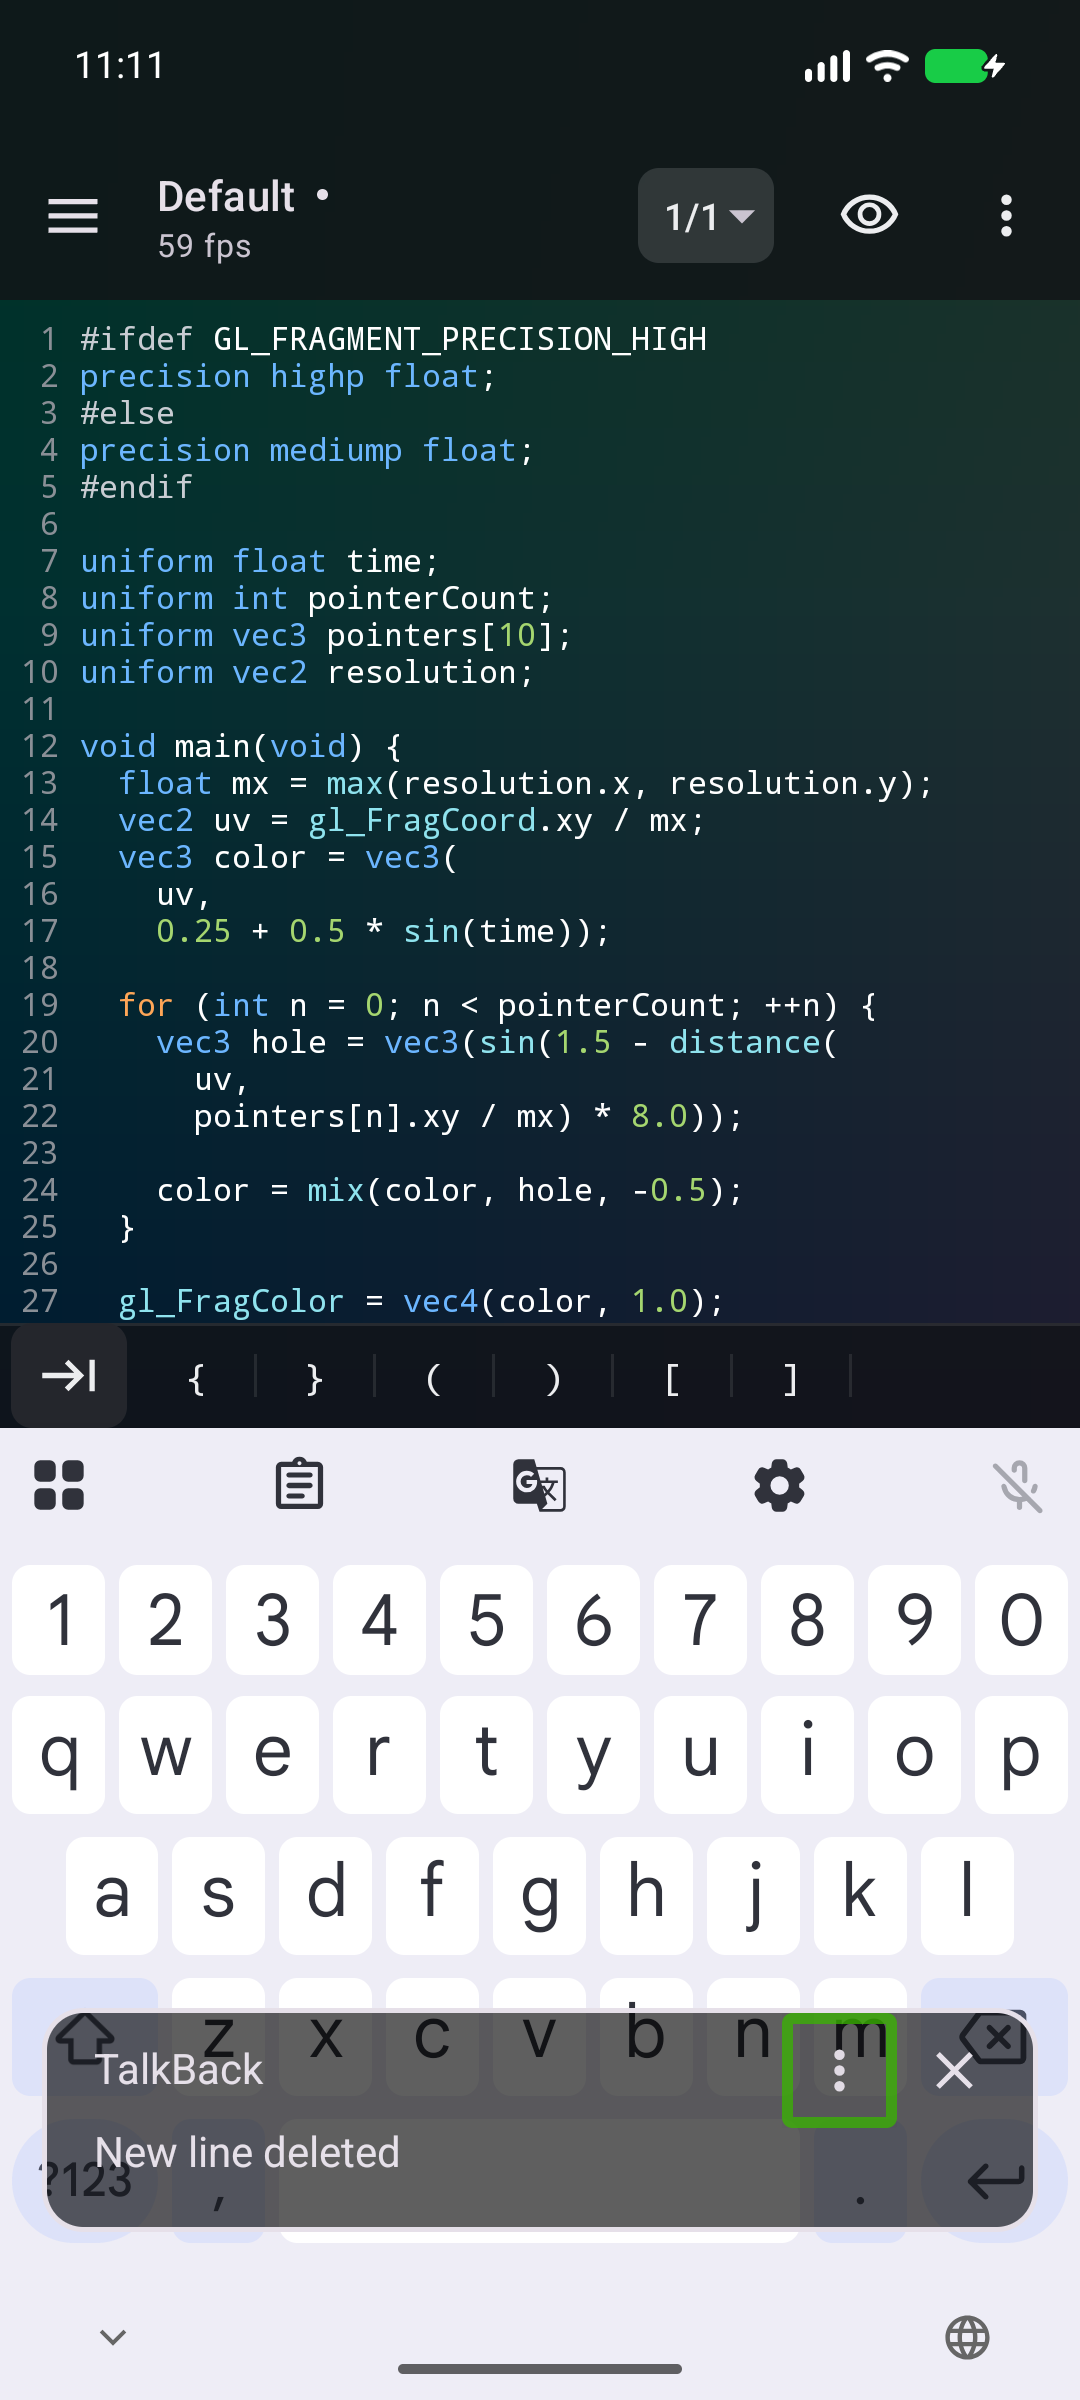 11:11
Default •
59 fps
1/1
1 #ifdef GL_FRAGMENT_PRECISION_HIGH
2 precision highp float;
3 #else
4 precision mediump float;
5 #endif
6
7 uniform float time;
8 uniform int pointerCount;
9 uniform vec3 pointers[10];
10 uniform vec2 resolution;
11
12 void main(void) {
13   float mx = max(resolution.x, resolution.y);
14   vec2 uv = gl_FragCoord.xy / mx;
15   vec3 color = vec3(
16     uv,
17     0.25 + 0.5 * sin(time));
18
19   for (int n = 0; n < pointerCount; ++n) {
20     vec3 hole = vec3(sin(1.5 - distance(
21       uv,
22       pointers[n].xy / mx) * 8.0));
23
24     color = mix(color, hole, -0.5);
25   }
26
27   gl_FragColor = vec4(color, 1.0);
{ } ( ) [ ]
1 2 3 4 5 6 7 8 9 0
q w e r t y u i o p
a s d f g h j k l
z x c v b n m
TalkBack
New line deleted
?123 , .